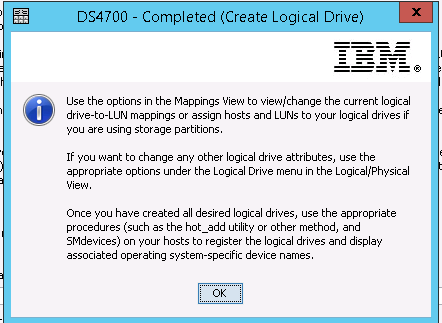 DS4700 - Completed (Create Logical Drive)
x
IBM®
Use the options in the Mappings View to view/change the current logical
drive-to-LUN mappings or assign hosts and LUNs to your logical drives if
you are using storage partitions.
If you want to change any other logical drive attributes, use the
appropriate options under the Logical Drive menu in the Logical/Physical
View.
Once you have created all desired logical drives, use the appropriate
procedures (such as the hot_add utility or other method, and
SMdevices) on your hosts to register the logical drives and display
associated operating system-specific device names.
OK